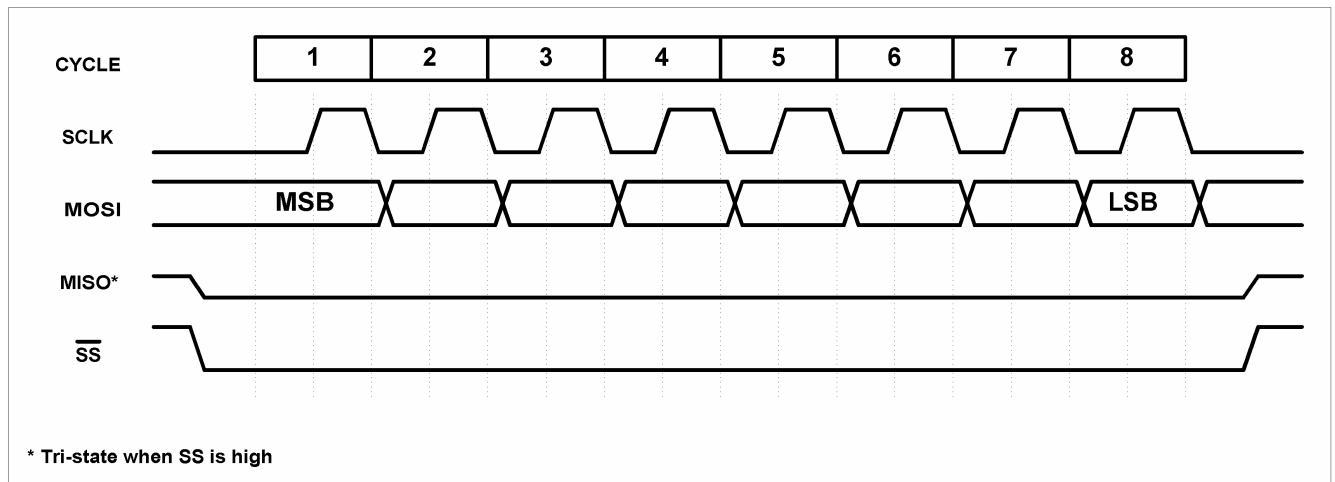 CYCLE 1 2 3 4 5 6 7 8
SCLK
MOSI MSB LSB
MISO*
SS
* Tri-state when SS is high